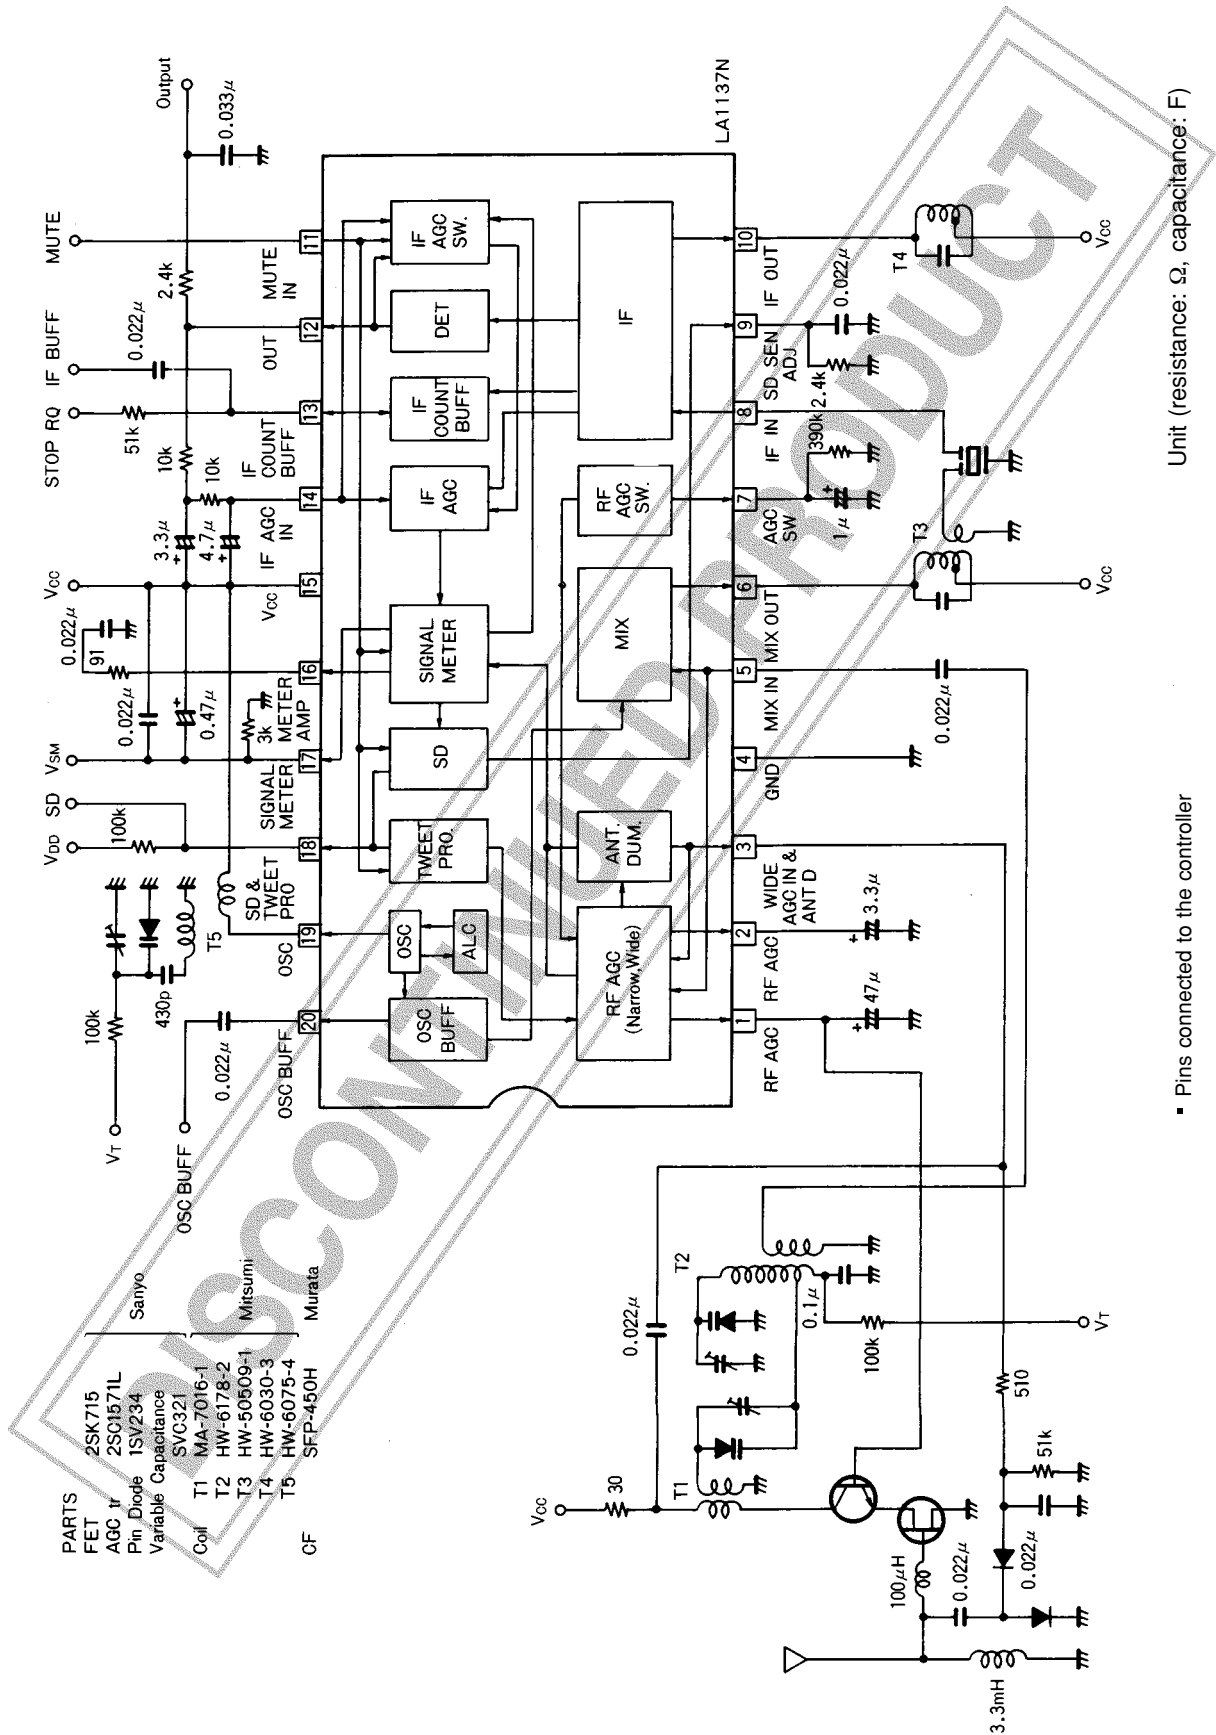 PARTS
FET 2SK715
AGC tr 2SC1571L
Pin Diode 1SV234
Variable Capacitance
SVC321
Sanyo
Coil T1 MA-7016-1
T2 HW-6178-2
T3 HW-50509-1
T4 HW-6030-3
T5 HW-6075-4
Mitsumi
CF SFP-450H Murata
VT
100k
430p
T5
OSC BUFF
0.022μ
VDD
SD
100k
VSM
0.022μ
0.47μ
3k
0.022μ
91
VCC
3.3μ
4.7μ
10k
10k
STOP RQ
51k
IF BUFF
0.022μ
MUTE
2.4k
Output
0.033μ
OSC BUFF
OSC
SD &
TWEET
PRO
SIGNAL
METER
METER
AMP
VCC
IF AGC
IN
IF
COUNT
BUFF
OUT
MUTE
IN
20
19
18
17
16
15
14
13
12
11
OSC
BUFF
OSC
ALC
TWEET
PRO.
SD
SIGNAL
METER
IF
AGC
IF
COUNT
BUFF
DET
IF
AGC
SW.
RF AGC
(Narrow,Wide)
ANT.
DUM.
MIX
RF
AGC
SW.
IF
1
2
3
4
5
6
7
8
9
10
RF AGC
RF AGC
WIDE
AGC IN &
ANT D
GND
MIX IN
MIX OUT
AGC
SW
IF IN
SD SEN
ADJ
IF OUT
LA1137N
47μ
3.3μ
0.022μ
VCC
T3
1μ
390k
2.4k
0.022μ
T4
VCC
VCC
30
0.022μ
T1
T2
0.1μ
100k
VT
510
51k
100μH
0.022μ
0.022μ
3.3mH
▪ Pins connected to the controller
Unit (resistance: Ω, capacitance: F)
DISCONTINUED PRODUCT